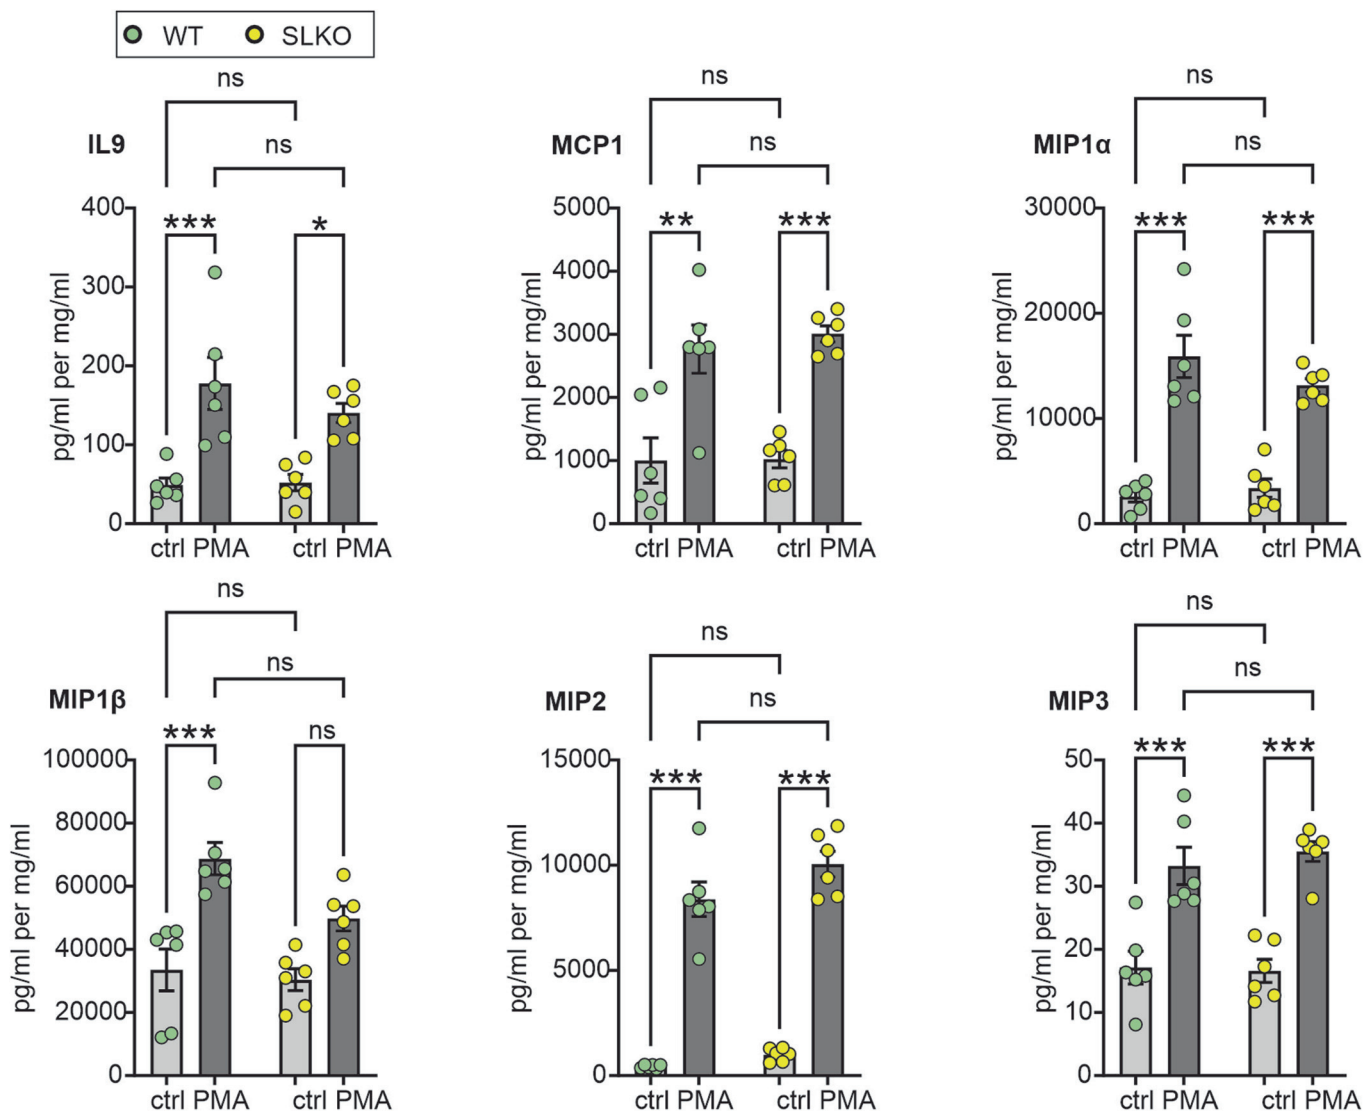 WT SLKO
ns ns ns
IL9 ns MCP1 ns MIP1α ns
400 *** * 5000 ** *** 30000 *** ***
300 4000 20000
200 3000 10000
100 2000 0
0 1000
0
pg/ml per mg/ml pg/ml per mg/ml pg/ml per mg/ml
ctrl PMA ctrl PMA ctrl PMA ctrl PMA ctrl PMA ctrl PMA
ns ns ns
MIP1β ns MIP2 ns MIP3 ns
100000 *** ns 15000 *** *** 50 *** ***
80000 10000 40
60000 5000 30
40000 0 20
20000 10
0 0
pg/ml per mg/ml pg/ml per mg/ml pg/ml per mg/ml
ctrl PMA ctrl PMA ctrl PMA ctrl PMA ctrl PMA ctrl PMA